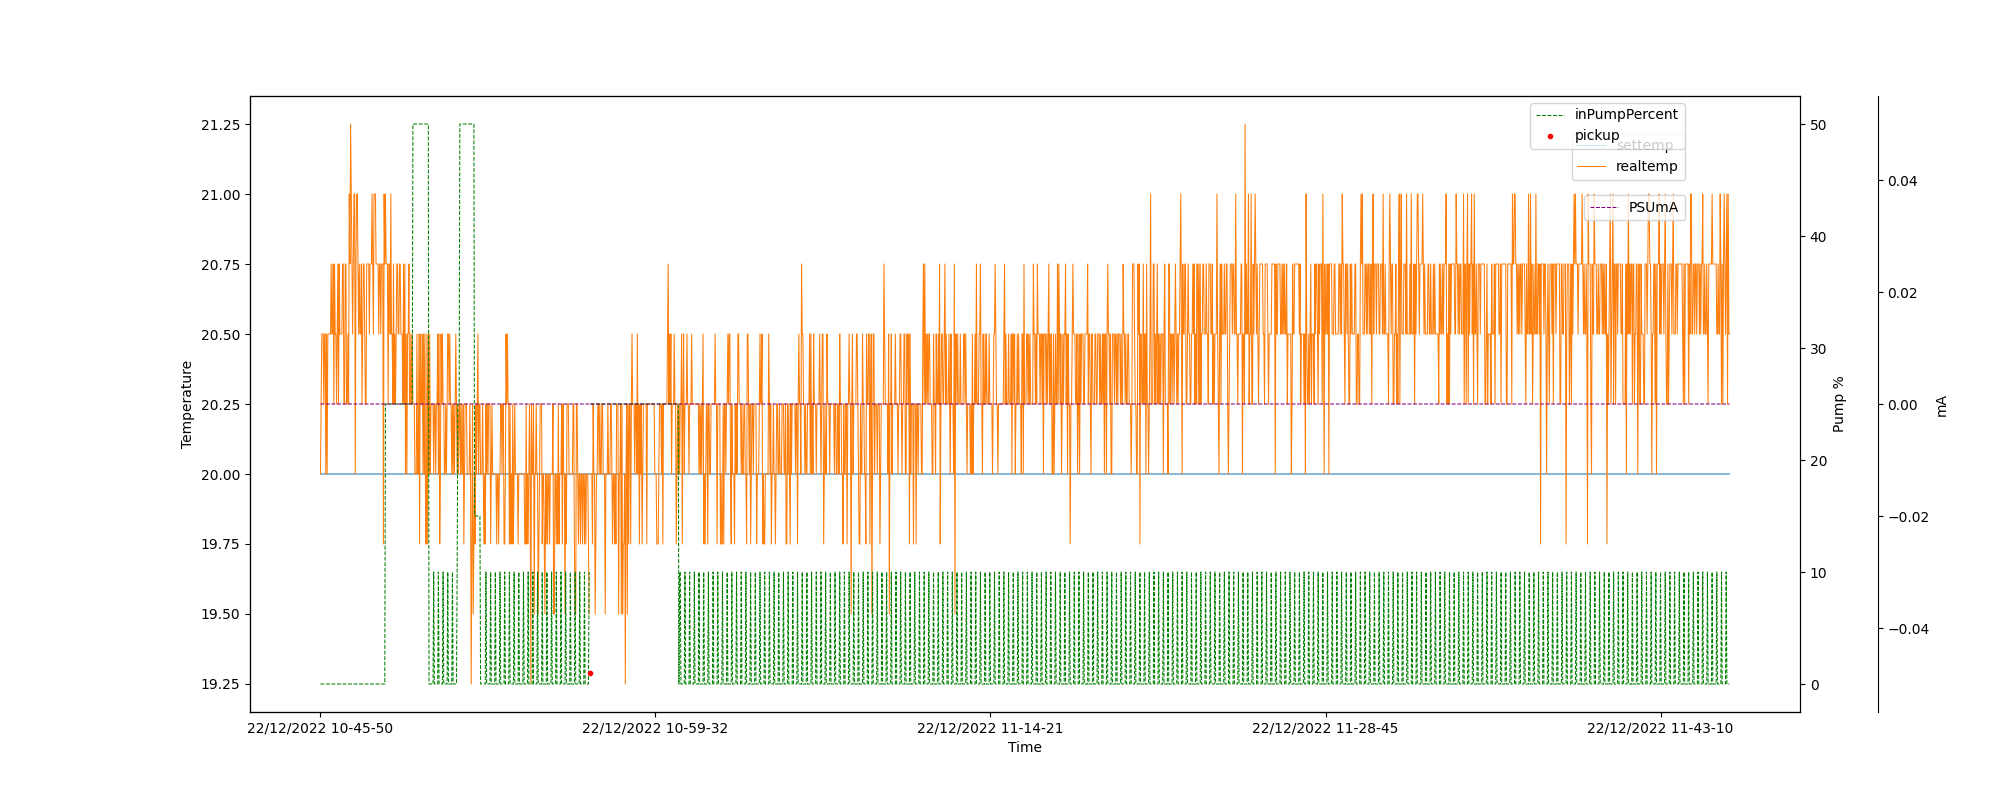 inPumpPercent
pickup
settemp
realtemp
PSUmA
21.25
21.00
20.75
20.50
20.25
20.00
19.75
19.50
19.25
Temperature
50
40
30
20
10
0
Pump %
0.04
0.02
0.00
−0.02
−0.04
mA
22/12/2022 10-45-50
22/12/2022 10-59-32
22/12/2022 11-14-21
22/12/2022 11-28-45
22/12/2022 11-43-10
Time